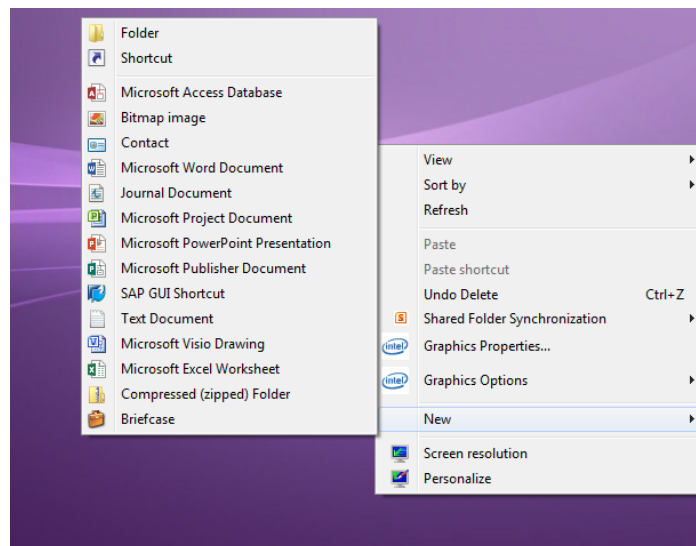 Folder
Shortcut
Microsoft Access Database
Bitmap image
Contact
Microsoft Word Document
Journal Document
Microsoft Project Document
Microsoft PowerPoint Presentation
Microsoft Publisher Document
SAP GUI Shortcut
Text Document
Microsoft Visio Drawing
Microsoft Excel Worksheet
Compressed (zipped) Folder
Briefcase
View
Sort by
Refresh
Paste
Paste shortcut
Undo Delete Ctrl+Z
S Shared Folder Synchronization
intel Graphics Properties...
intel Graphics Options
New
Screen resolution
Personalize